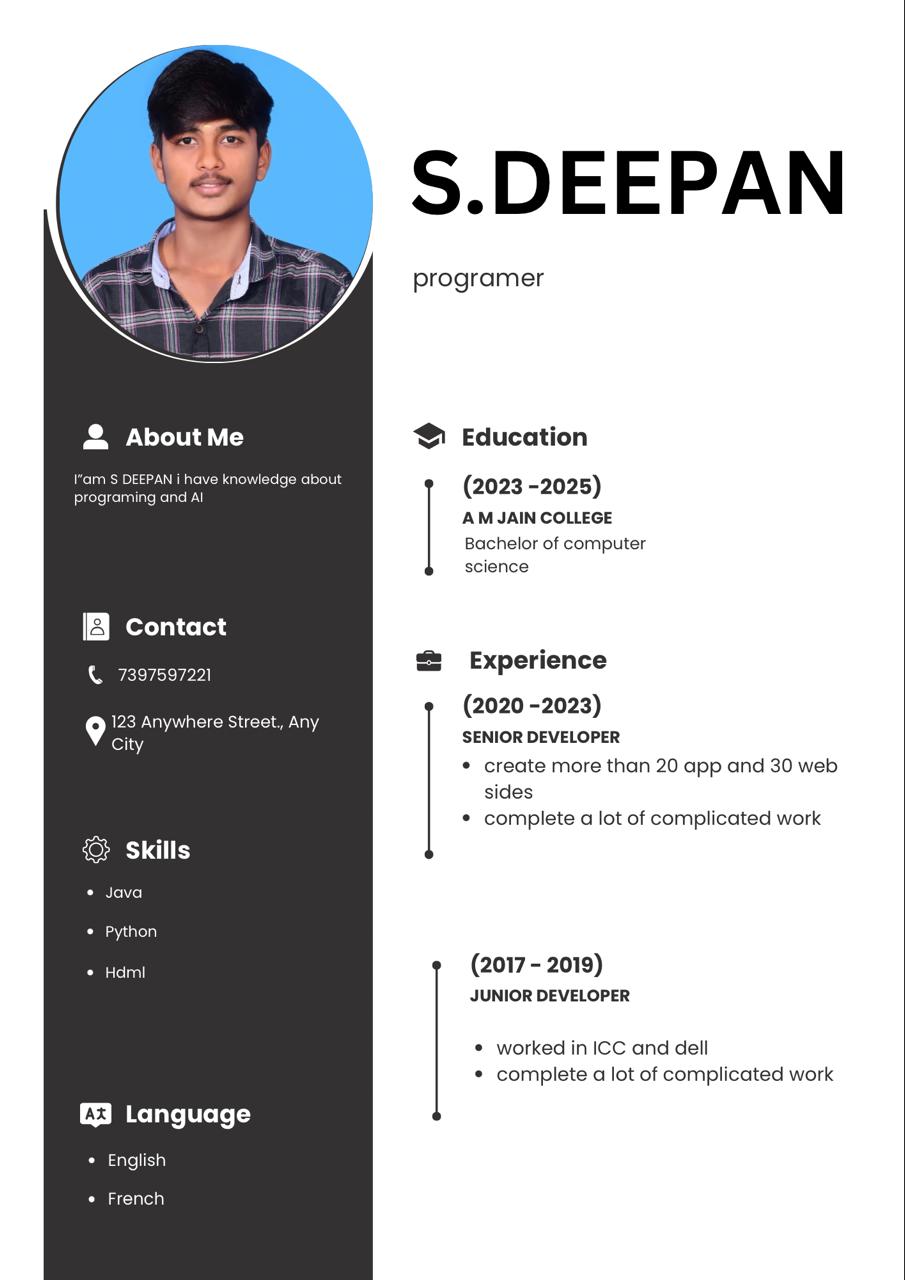 S.DEEPAN
programer
About Me
I”am S DEEPAN i have knowledge about
programing and AI
Contact
7397597221
123 Anywhere Street., Any
City
Skills
• Java
• Python
• Hdml
Language
• English
• French
Education
(2023 -2025)
A M JAIN COLLEGE
Bachelor of computer
science
Experience
(2020 -2023)
SENIOR DEVELOPER
• create more than 20 app and 30 web
sides
• complete a lot of complicated work
(2017 - 2019)
JUNIOR DEVELOPER
• worked in ICC and dell
• complete a lot of complicated work